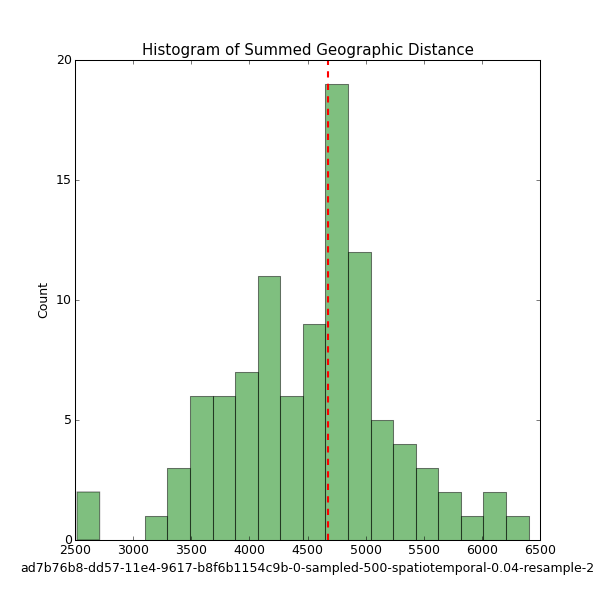 Histogram of Summed Geographic Distance
20
15
10
5
0
Count
2500 3000 3500 4000 4500 5000 5500 6000 6500
ad7b76b8-dd57-11e4-9617-b8f6b1154c9b-0-sampled-500-spatiotemporal-0.04-resample-2